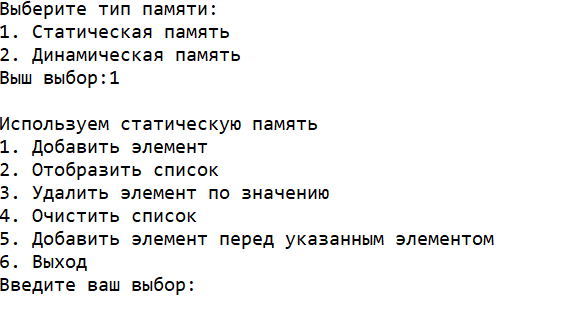 Выберите тип памяти:
1. Статическая память
2. Динамическая память
Выш выбор:1
Используем статическую память
1. Добавить элемент
2. Отобразить список
3. Удалить элемент по значению
4. Очистить список
5. Добавить элемент перед указанным элементом
6. Выход
Введите ваш выбор: